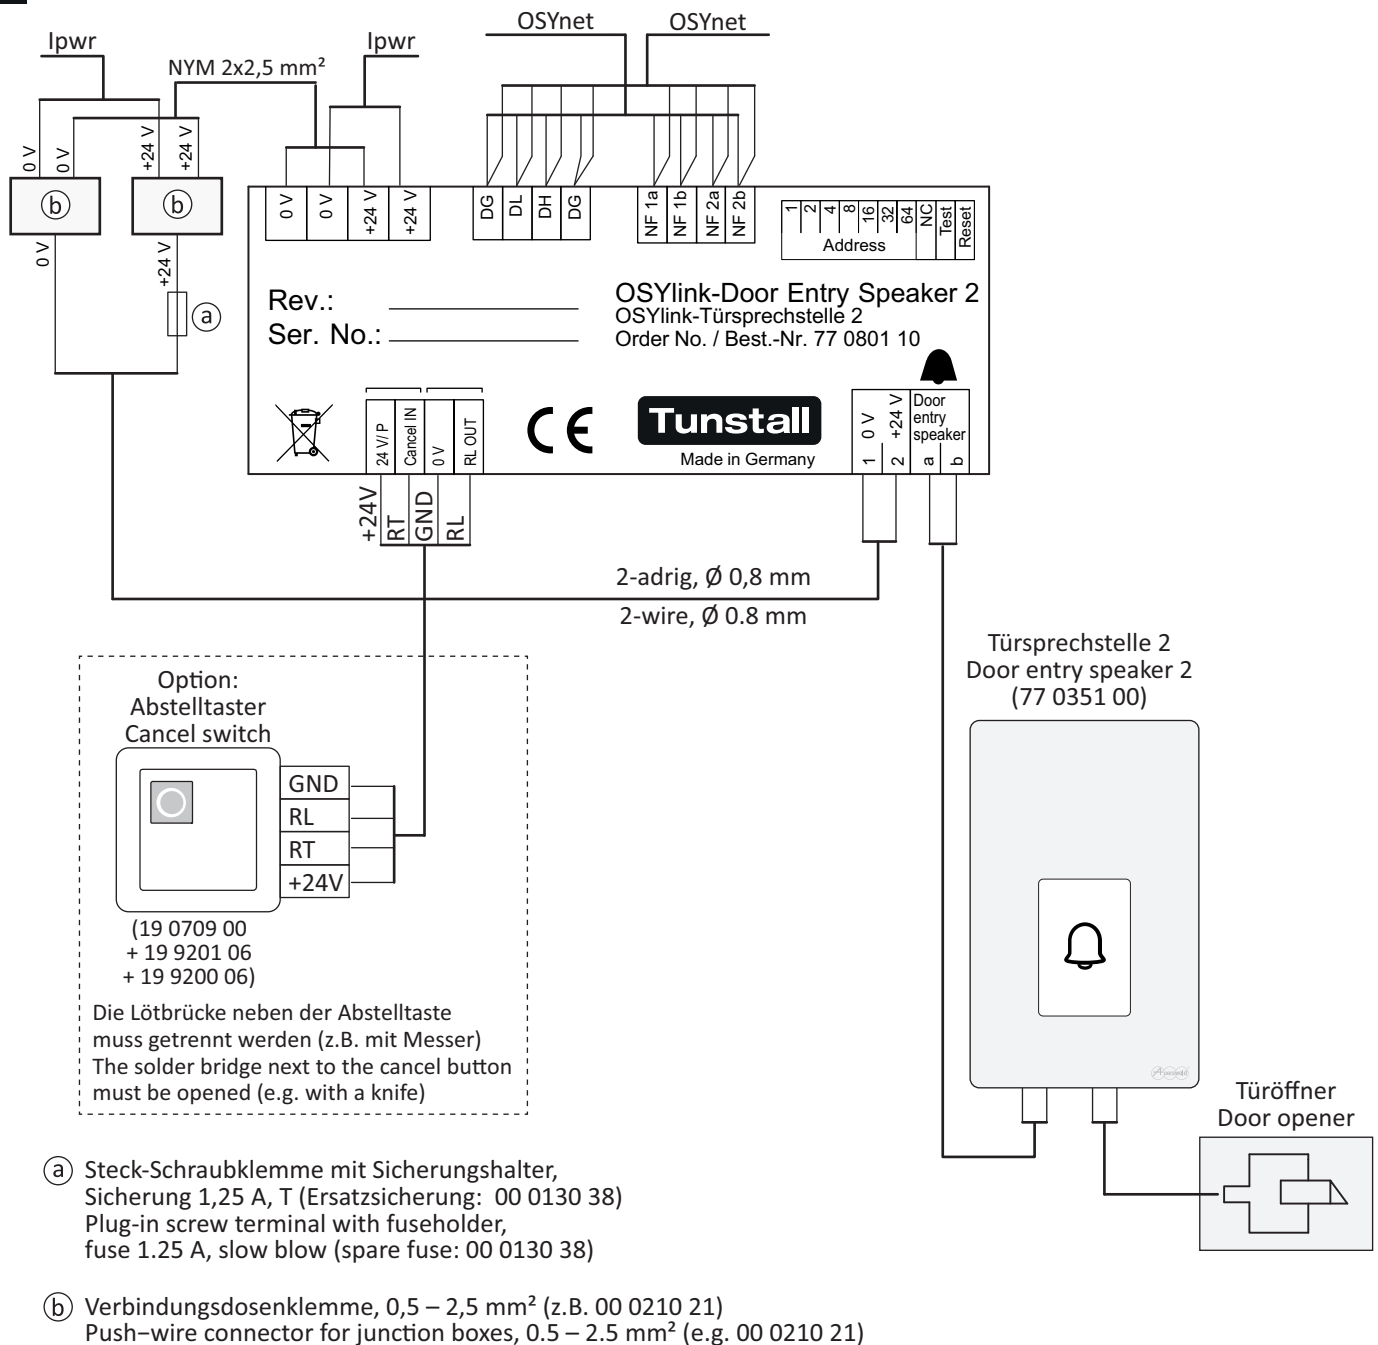 Ipwr
NYM 2x2,5 mm²
Ipwr
OSYnet
OSYnet
0 V
0 V
+24 V
+24 V
b
b
0 V
+24 V
a
0 V
0 V
+24 V
+24 V
DG
DL
DH
DG
NF 1a
NF 1b
NF 2a
NF 2b
1
2
4
8
16
32
64
NC
Test
Reset
Address
Rev.:
Ser. No.:
OSYlink-Door Entry Speaker 2
OSYlink-Türsprechstelle 2
Order No. / Best.-Nr. 77 0801 10
24 V/ P
Cancel IN
0 V
RL OUT
CE
Tunstall
Made in Germany
1 0 V
2 +24 V
Door
entry
speaker
a
b
+24V
RT
GND
RL
2-adrig, Ø 0,8 mm
2-wire, Ø 0.8 mm
Option:
Abstelltaster
Cancel switch
GND
RL
RT
+24V
(19 0709 00
+ 19 9201 06
+ 19 9200 06)
Die Lötbrücke neben der Abstelltaste
muss getrennt werden (z.B. mit Messer)
The solder bridge next to the cancel button
must be opened (e.g. with a knife)
Türsprechstelle 2
Door entry speaker 2
(77 0351 00)
Türöffner
Door opener
a Steck-Schraubklemme mit Sicherungshalter,
Sicherung 1,25 A, T (Ersatzsicherung: 00 0130 38)
Plug-in screw terminal with fuseholder,
fuse 1.25 A, slow blow (spare fuse: 00 0130 38)
b Verbindungsdosenklemme, 0,5 – 2,5 mm² (z.B. 00 0210 21)
Push–wire connector for junction boxes, 0.5 – 2.5 mm² (e.g. 00 0210 21)